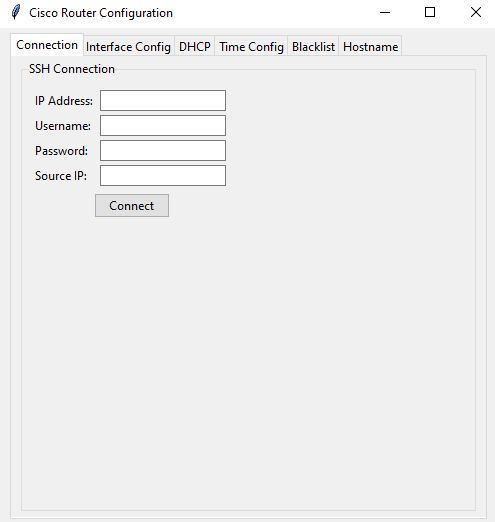 Cisco Router Configuration
Connection Interface Config DHCP Time Config Blacklist Hostname
SSH Connection
IP Address:
Username:
Password:
Source IP:
Connect